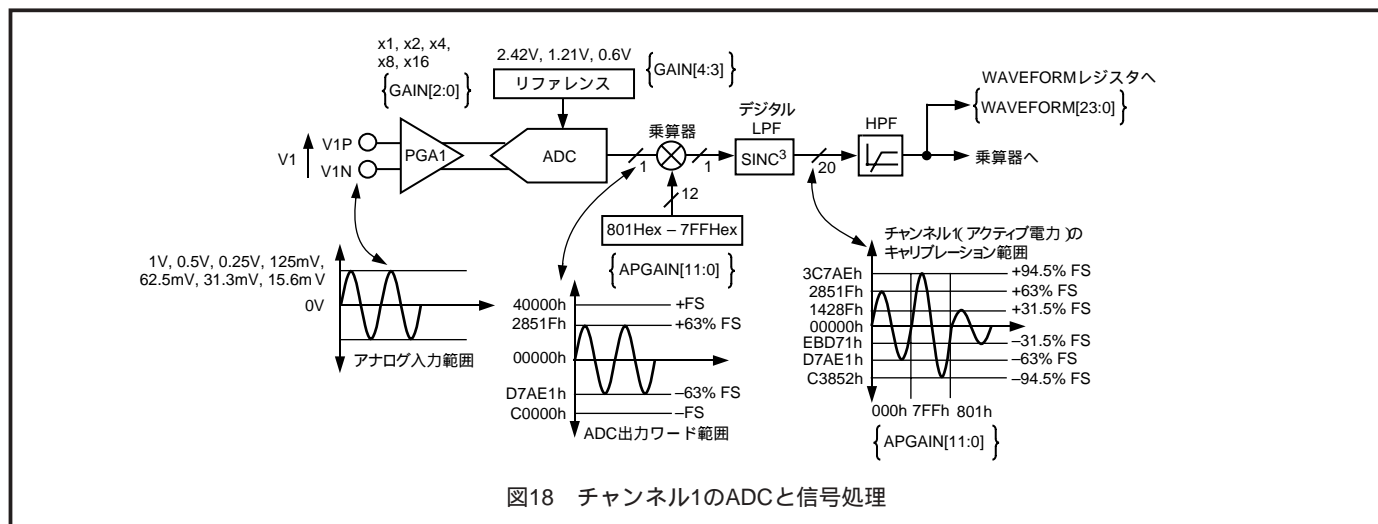 x1, x2, x4,
x8, x16
{GAIN[2:0]}
2.42V, 1.21V, 0.6V
リファレンス
{GAIN[4:3]}
V1
V1P
V1N
PGA1
ADC
1
乗算器
1
12
801Hex – 7FFHex
{APGAIN[11:0]}
デジタル
LPF
SINC3
20
HPF
WAVEFORMレジスタへ
{WAVEFORM[23:0]}
乗算器へ
1V, 0.5V, 0.25V, 125mV,
62.5mV, 31.3mV, 15.6mV
0V
アナログ入力範囲
40000h +FS
2851Fh +63% FS
00000h
D7AE1h –63% FS
C0000h –FS
ADC出力ワード範囲
チャンネル1(アクティブ電力)の
キャリブレーション範囲
3C7AEh +94.5% FS
2851Fh +63% FS
1428Fh +31.5% FS
00000h
EBD71h –31.5% FS
D7AE1h –63% FS
C3852h –94.5% FS
000h 7FFh 801h
{APGAIN[11:0]}
図18 チャンネル1のADCと信号処理